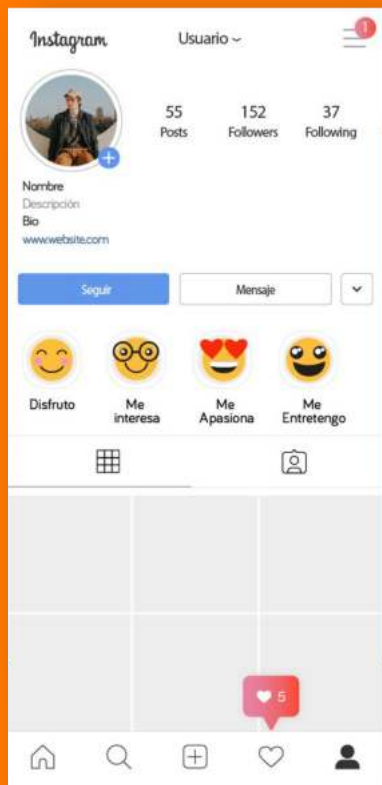 Instagram
Usuario
1
55 152 37
Posts Followers Following
Nombre
Descripción
Bio
www.website.com
Seguir Mensaje
Disfruto Me interesa Me Apasiona Me Entretengo
5